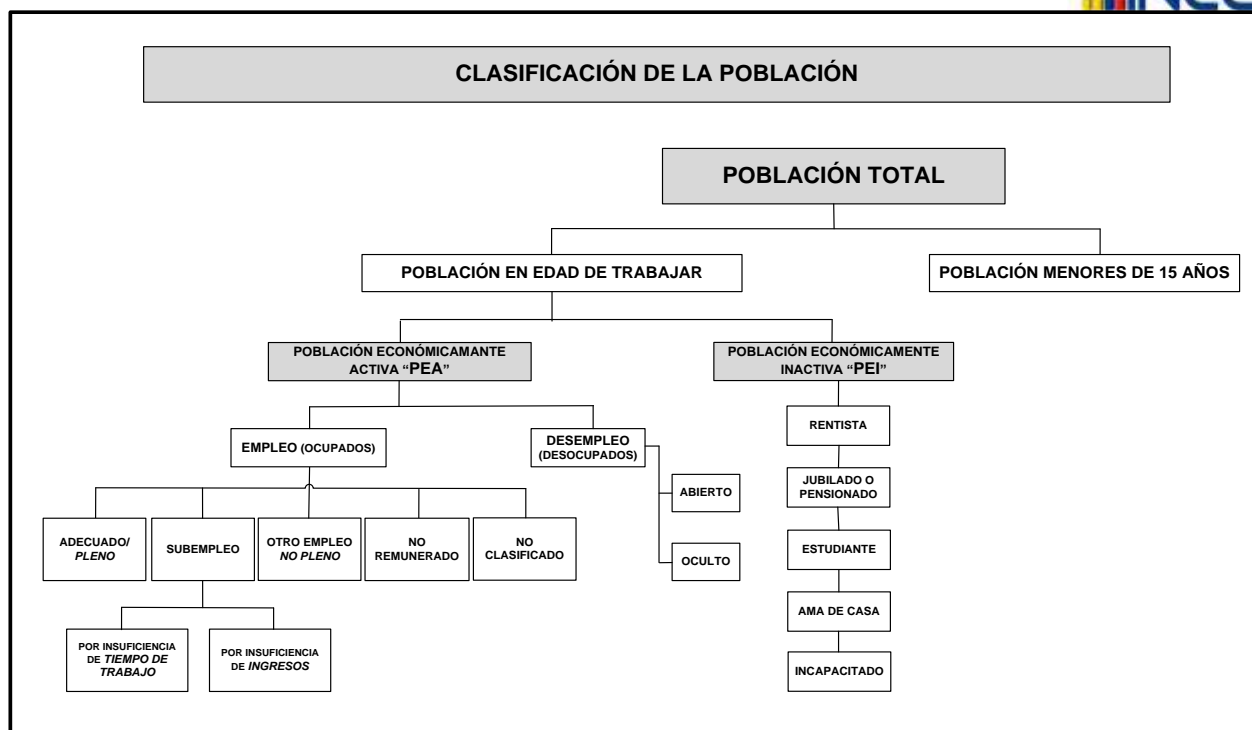 CLASIFICACIÓN DE LA POBLACIÓN
POBLACIÓN TOTAL
POBLACIÓN EN EDAD DE TRABAJAR
POBLACIÓN MENORES DE 15 AÑOS
POBLACIÓN ECONÓMICAMANTE
ACTIVA “PEA”
POBLACIÓN ECONÓMICAMENTE
INACTIVA “PEI”
EMPLEO (OCUPADOS)
DESEMPLEO
(DESOCUPADOS)
RENTISTA
ABIERTO
JUBILADO O
PENSIONADO
ADECUADO/
PLENO
SUBEMPLEO
OTRO EMPLEO
NO PLENO
NO
REMUNERADO
NO
CLASIFICADO
OCULTO
ESTUDIANTE
AMA DE CASA
POR INSUFICIENCIA
DE TIEMPO DE
TRABAJO
POR INSUFICIENCIA
DE INGRESOS
INCAPACITADO